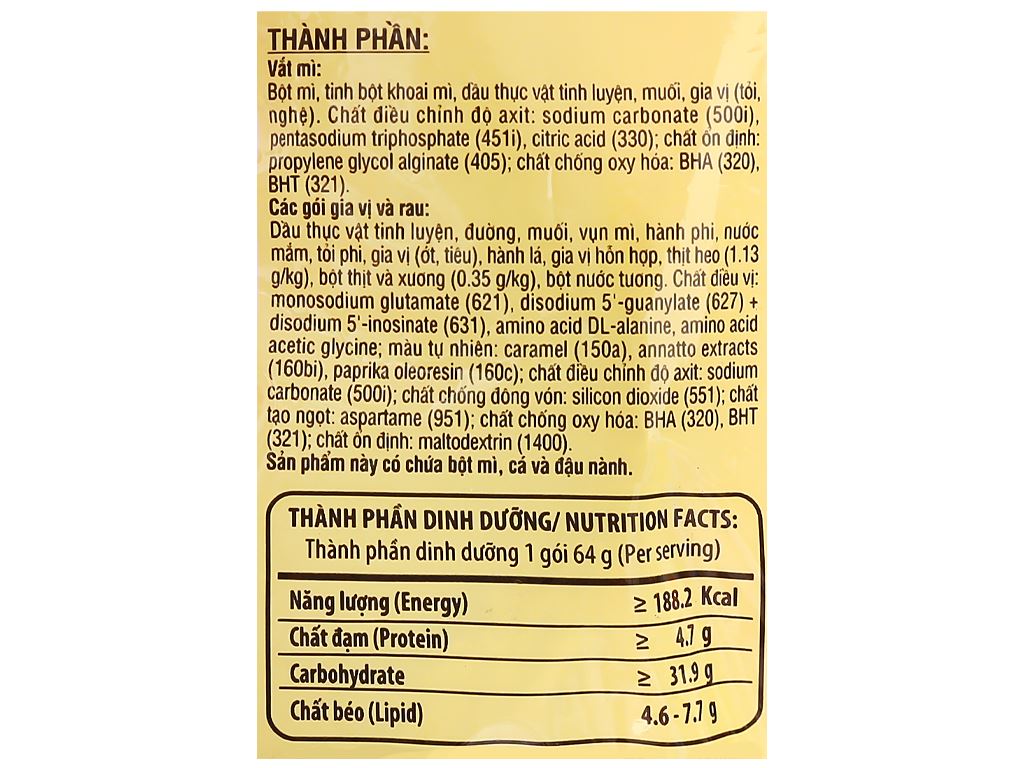 THÀNH PHẦN:
Vắt mì:
Bột mì, tinh bột khoai mì, dầu thực vật tinh luyện, muối, gia vị (tỏi,
nghệ). Chất điều chỉnh độ axit: sodium carbonate (500i),
pentasodium triphosphate (451i), citric acid (330); chất ổn định:
propylene glycol alginate (405); chất chống oxy hóa: BHA (320),
BHT (321).
Các gói gia vị và rau:
Dầu thực vật tinh luyện, đường, muối, vụn mì, hành phi, nước
mắm, tỏi phi, gia vị (ớt, tiêu), hành lá, gia vị hỗn hợp, thịt heo (1.13
g/kg), bột thịt và xương (0.35 g/kg), bột nước tương. Chất điều vị:
monosodium glutamate (621), disodium 5'-guanylate (627) +
disodium 5'-inosinate (631), amino acid DL-alanine, amino acid
acetic glycine; màu tự nhiên: caramel (150a), annatto extracts
(160bi), paprika oleoresin (160c); chất điều chỉnh độ axit: sodium
carbonate (500i); chất chống đông vón: silicon dioxide (551); chất
tạo ngọt: aspartame (951); chất chống oxy hóa: BHA (320), BHT
(321); chất ổn định: maltodextrin (1400).
Sản phẩm này có chứa bột mì, cá và đậu nành.
THÀNH PHẦN DINH DƯỠNG/ NUTRITION FACTS:
Thành phần dinh dưỡng 1 gói 64 g (Per serving)
Năng lượng (Energy) ≥ 188.2 Kcal
Chất đạm (Protein) ≥ 4.7 g
Carbohydrate ≥ 31.9 g
Chất béo (Lipid) 4.6 - 7.7 g